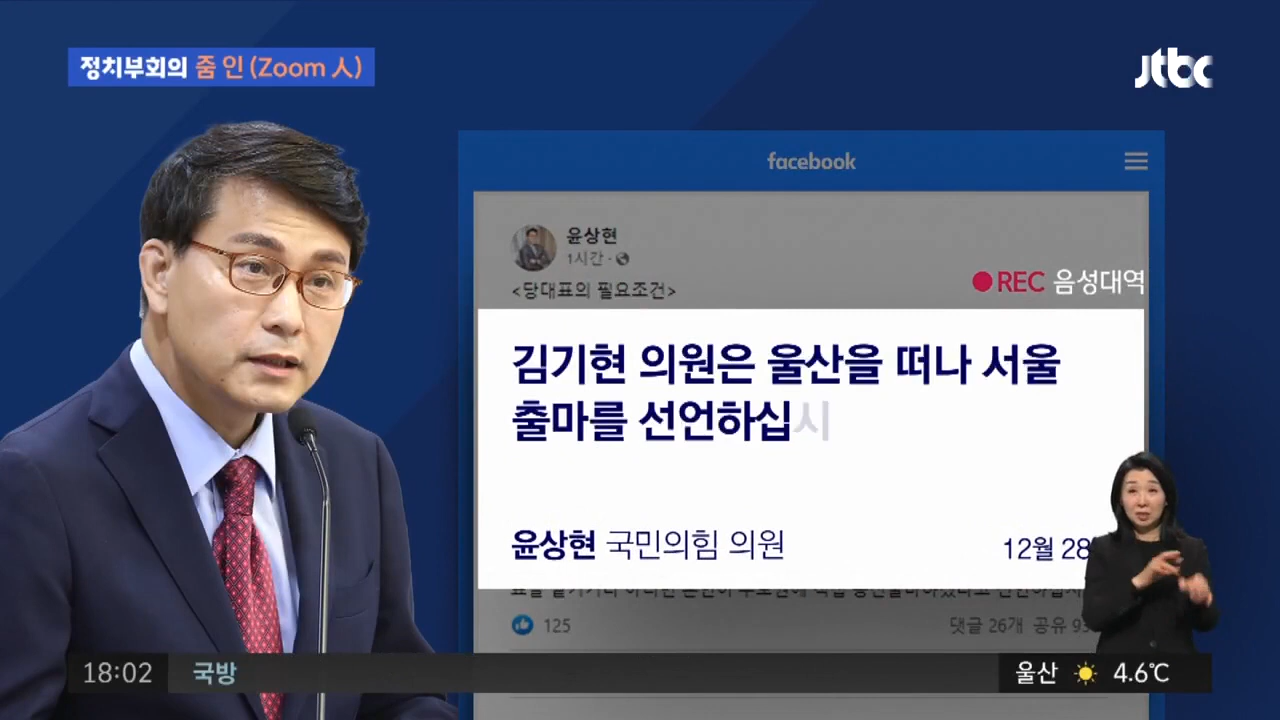 정치부회의 줌 인 (Zoom 人)
jtbc
facebook
윤상현
1시간 ·
<당대표의 필요조건>
REC 음성대역
김기현 의원은 울산을 떠나 서울
출마를 선언하십시
윤상현 국민의힘 의원
12월 28
125
댓글 26개 공유 93
18:02 국방
울산 4.6℃